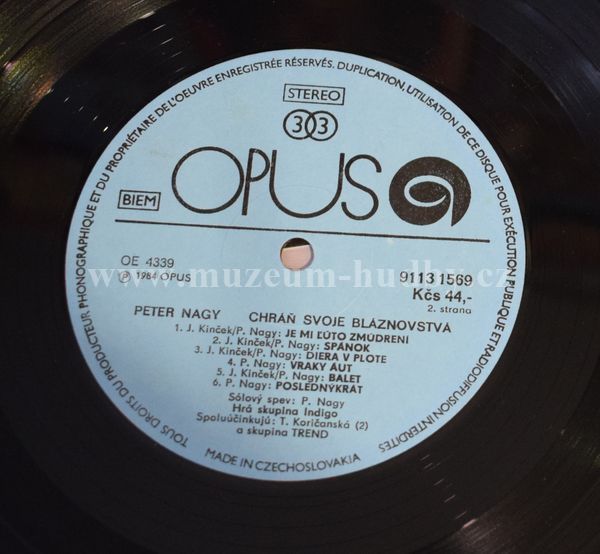 TOUS DROITS DU PRODUCTEUR PHONOGRAPHIQUE ET DU PROPRIÉTAIRE DE L'OEUVRE ENREGISTRÉE RÉSERVÉS. DUPLICATION, UTILISATION DE CE DISQUE POUR EXÉCUTION PUBLIQUE ET RADIODIFFUSION INTERDITES
STEREO
33
OPUS
BIEM
OE 4339
Ⓟ 1984 OPUS
9113 1569
Kčs 44,-
2. strana
www.muzeum-hudby.cz
PETER NAGY CHRÁŇ SVOJE BLÁZNOVSTVÁ
1. J. Kinček/P. Nagy: JE MI ĽÚTO ZMÚDRENÍ
2. J. Kinček/P. Nagy: SPÁNOK
3. J. Kinček/P. Nagy: DIERA V PLOTE
4. P. Nagy: VRAKY ÁUT
5. J. Kinček/P. Nagy: BALET
6. P. Nagy: POSLEDNÝKRÁT
Sólový spev: P. Nagy
Hrá skupina Indigo
Spoluúčinkujú: T. Koričanská (2)
a skupina TREND
MADE IN CZECHOSLOVAKIA